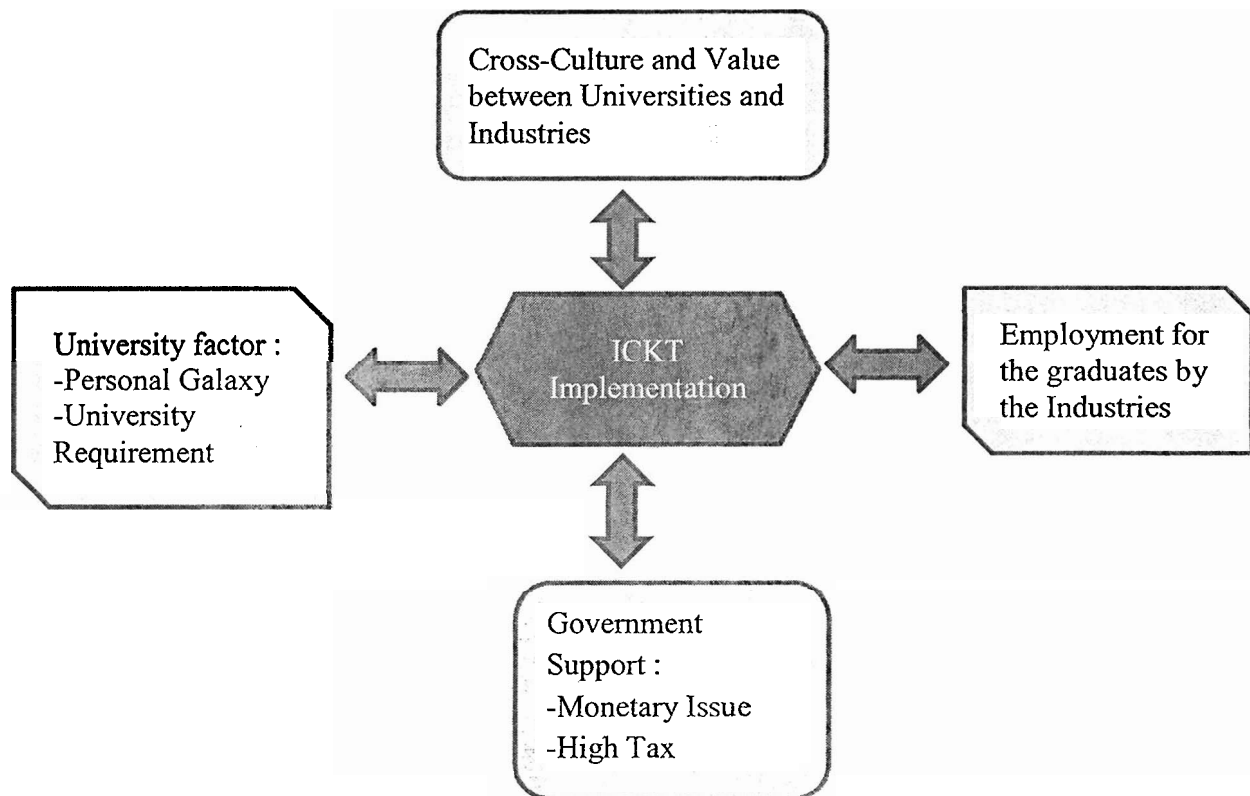 Cross-Culture and Value
between Universities and
Industries
University factor :
-Personal Galaxy
-University
Requirement
ICKT
Implementation
Employment for
the graduates by
the Industries
Government
Support :
-Monetary Issue
-High Tax